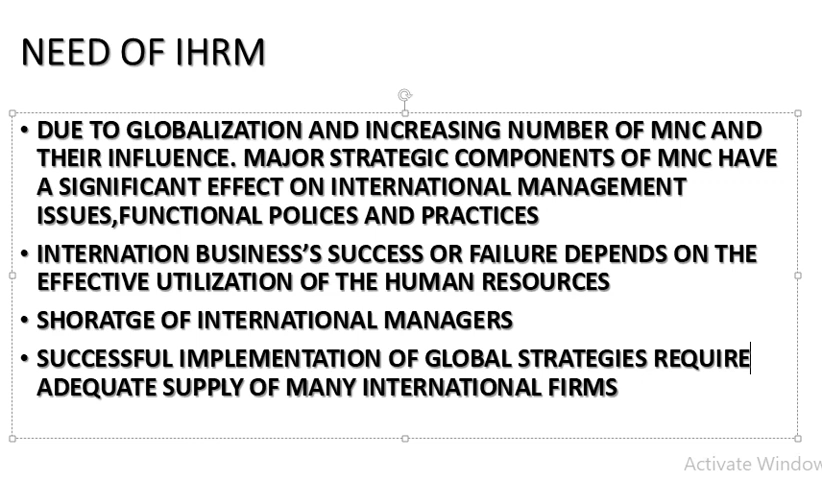 NEED OF IHRM
• DUE TO GLOBALIZATION AND INCREASING NUMBER OF MNC AND
THEIR INFLUENCE. MAJOR STRATEGIC COMPONENTS OF MNC HAVE
A SIGNIFICANT EFFECT ON INTERNATIONAL MANAGEMENT
ISSUES,FUNCTIONAL POLICES AND PRACTICES
• INTERNATION BUSINESS’S SUCCESS OR FAILURE DEPENDS ON THE
EFFECTIVE UTILIZATION OF THE HUMAN RESOURCES
• SHORATGE OF INTERNATIONAL MANAGERS
• SUCCESSFUL IMPLEMENTATION OF GLOBAL STRATEGIES REQUIRE
ADEQUATE SUPPLY OF MANY INTERNATIONAL FIRMS
Activate Window